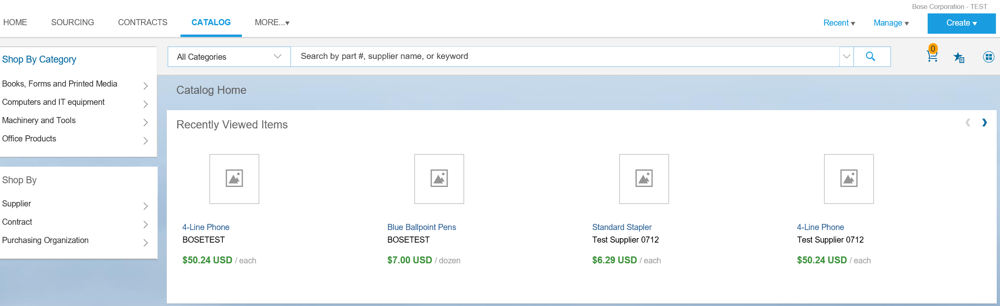 Bose Corporation - TEST
HOME SOURCING CONTRACTS CATALOG MORE... Recent Manage Create
Shop By Category
Books, Forms and Printed Media
Computers and IT equipment
Machinery and Tools
Office Products
Shop By
Supplier
Contract
Purchasing Organization
All Categories Search by part #, supplier name, or keyword 0
Catalog Home
Recently Viewed Items
4-Line Phone
BOSETEST
$50.24 USD / each
Blue Ballpoint Pens
BOSETEST
$7.00 USD / dozen
Standard Stapler
Test Supplier 0712
$6.29 USD / each
4-Line Phone
Test Supplier 0712
$50.24 USD / each